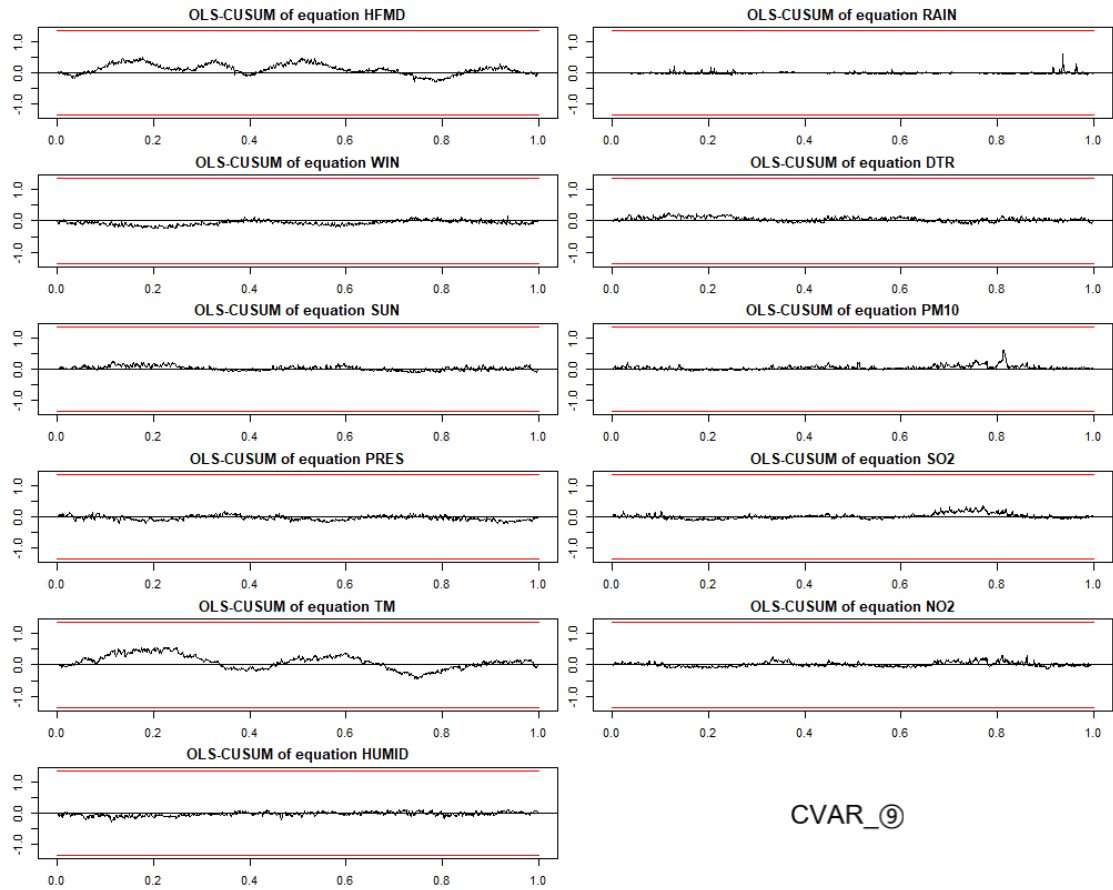 OLS-CUSUM of equation HFMD
1.0
0.0
-1.0
0.0 0.2 0.4 0.6 0.8 1.0
OLS-CUSUM of equation RAIN
1.0
0.0
-1.0
0.0 0.2 0.4 0.6 0.8 1.0
OLS-CUSUM of equation WIN
1.0
0.0
-1.0
0.0 0.2 0.4 0.6 0.8 1.0
OLS-CUSUM of equation DTR
1.0
0.0
-1.0
0.0 0.2 0.4 0.6 0.8 1.0
OLS-CUSUM of equation SUN
1.0
0.0
-1.0
0.0 0.2 0.4 0.6 0.8 1.0
OLS-CUSUM of equation PM10
1.0
0.0
-1.0
0.0 0.2 0.4 0.6 0.8 1.0
OLS-CUSUM of equation PRES
1.0
0.0
-1.0
0.0 0.2 0.4 0.6 0.8 1.0
OLS-CUSUM of equation SO2
1.0
0.0
-1.0
0.0 0.2 0.4 0.6 0.8 1.0
OLS-CUSUM of equation TM
1.0
0.0
-1.0
0.0 0.2 0.4 0.6 0.8 1.0
OLS-CUSUM of equation NO2
1.0
0.0
-1.0
0.0 0.2 0.4 0.6 0.8 1.0
OLS-CUSUM of equation HUMID
1.0
0.0
-1.0
0.0 0.2 0.4 0.6 0.8 1.0
CVAR_⑨